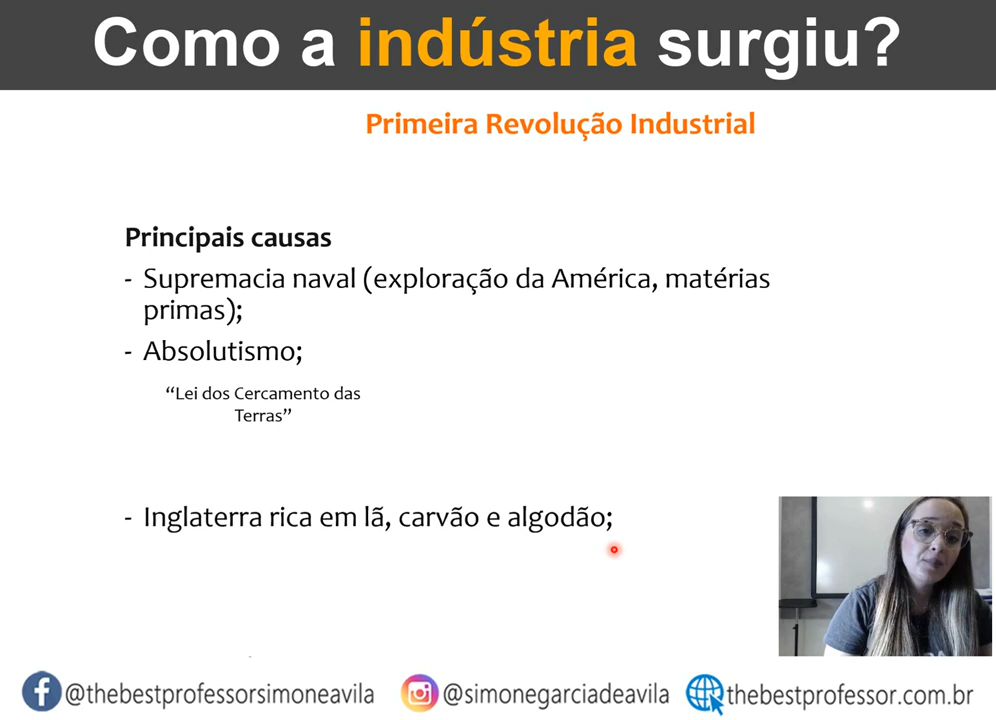 Como a indústria surgiu?
Primeira Revolução Industrial
Principais causas
- Supremacia naval (exploração da América, matérias
primas);
- Absolutismo;
“Lei dos Cercamento das
Terras”
- Inglaterra rica em lã, carvão e algodão;
@thebestprofessorsimoneavila @simonegarciadeavila thebestprofessor.com.br